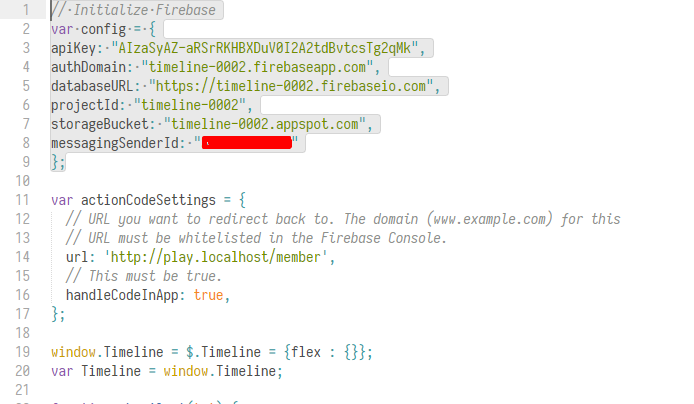 1 // Initialize Firebase
2 var config = {
3 apiKey: "AIzaSyAZ-aRSrRKHBXDuV0I2A2tdBvtcsTg2qMk",
4 authDomain: "timeline-0002.firebaseapp.com",
5 databaseURL: "https://timeline-0002.firebaseio.com",
6 projectId: "timeline-0002",
7 storageBucket: "timeline-0002.appspot.com",
8 messagingSenderId: " "
9 };
10
11 var actionCodeSettings = {
12 // URL you want to redirect back to. The domain (www.example.com) for this
13 // URL must be whitelisted in the Firebase Console.
14 url: 'http://play.localhost/member',
15 // This must be true.
16 handleCodeInApp: true,
17 };
18
19 window.Timeline = $.Timeline = {flex : {}};
20 var Timeline = window.Timeline;
21